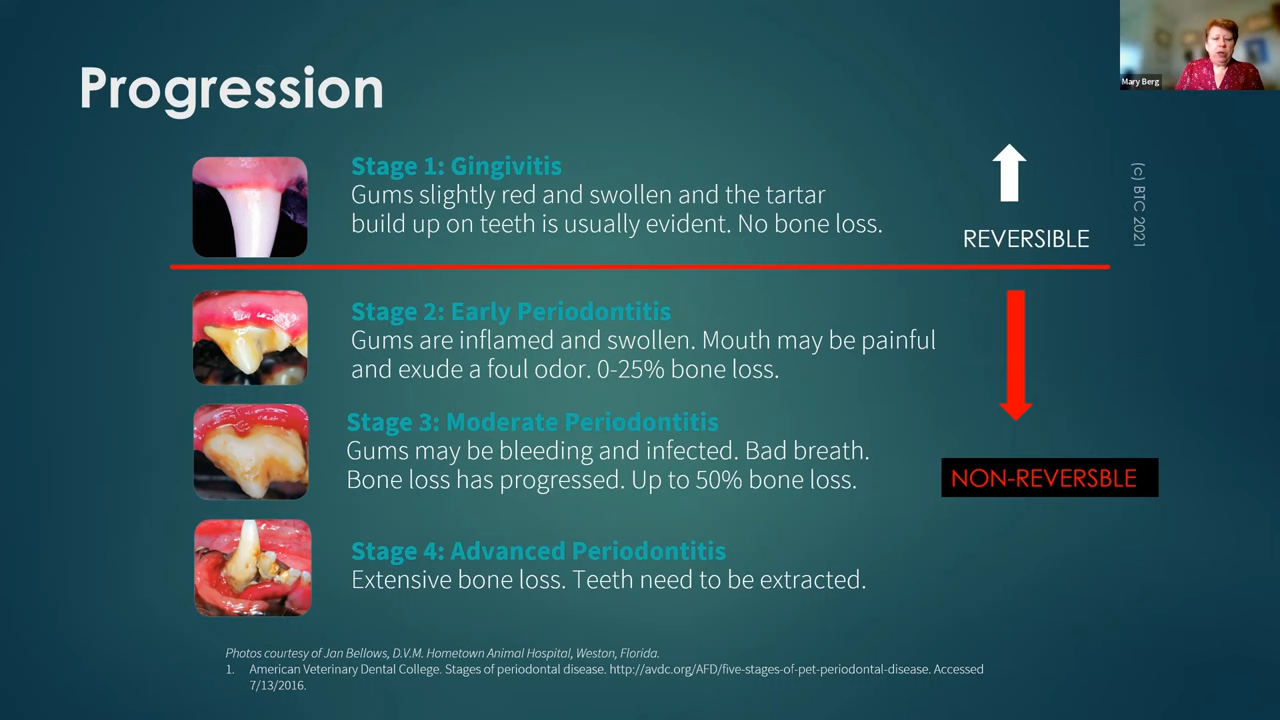 Progression
Mary Berg
Stage 1: Gingivitis
Gums slightly red and swollen and the tartar
build up on teeth is usually evident. No bone loss.
REVERSIBLE
(c) BTC 2021
Stage 2: Early Periodontitis
Gums are inflamed and swollen. Mouth may be painful
and exude a foul odor. 0-25% bone loss.
Stage 3: Moderate Periodontitis
Gums may be bleeding and infected. Bad breath.
Bone loss has progressed. Up to 50% bone loss.
NON-REVERSBLE
Stage 4: Advanced Periodontitis
Extensive bone loss. Teeth need to be extracted.
Photos courtesy of Jan Bellows, D.V.M. Hometown Animal Hospital, Weston, Florida.
1. American Veterinary Dental College. Stages of periodontal disease. http://avdc.org/AFD/five-stages-of-pet-periodontal-disease. Accessed
7/13/2016.